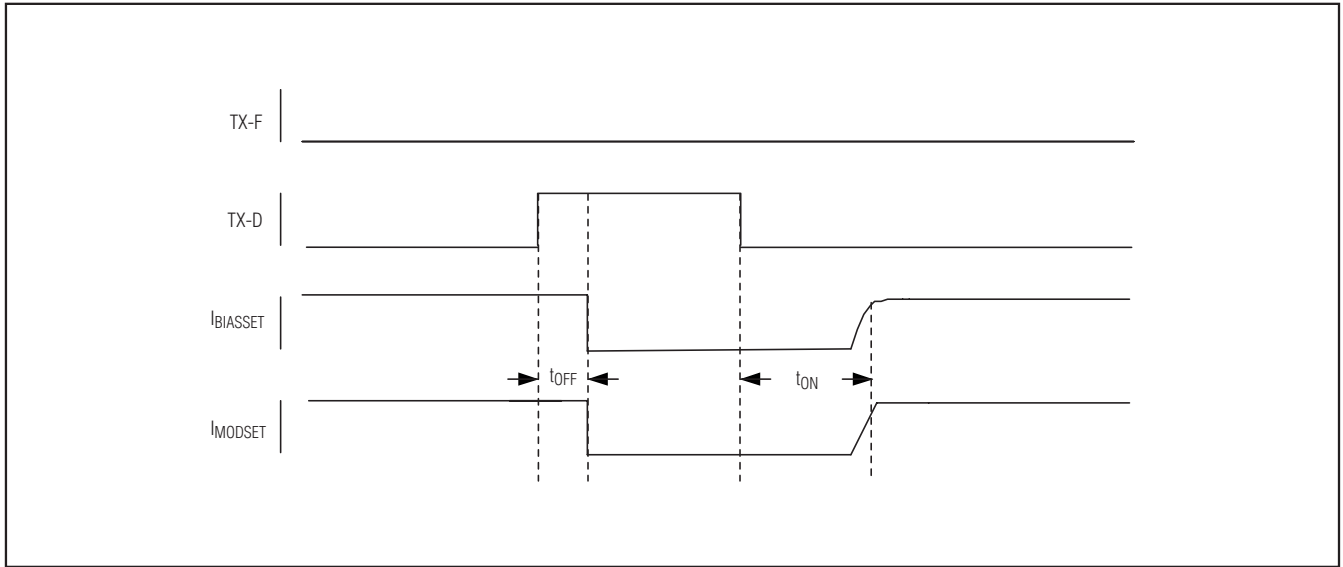 TX-F
TX-D
IBIASSET
tOFF
tON
IMODSET